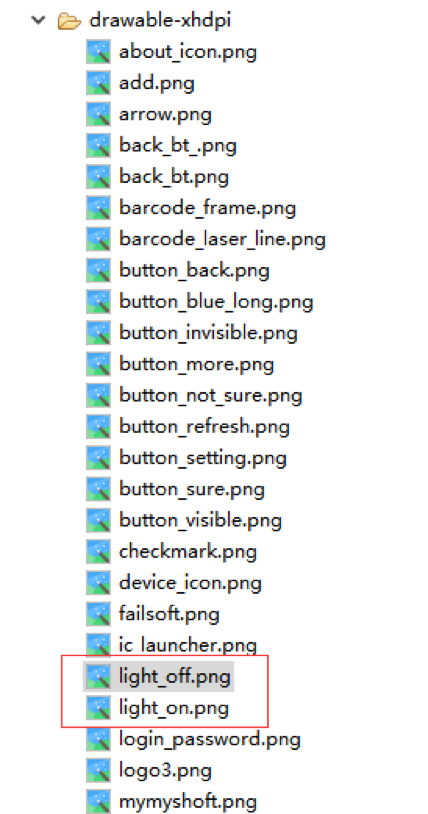 drawable-xhdpi
about_icon.png
add.png
arrow.png
back_bt_.png
back_bt.png
barcode_frame.png
barcode_laser_line.png
button_back.png
button_blue_long.png
button_invisible.png
button_more.png
button_not_sure.png
button_refresh.png
button_setting.png
button_sure.png
button_visible.png
checkmark.png
device_icon.png
failsoft.png
ic_launcher.png
light_off.png
light_on.png
login_password.png
logo3.png
mymyshoft.png